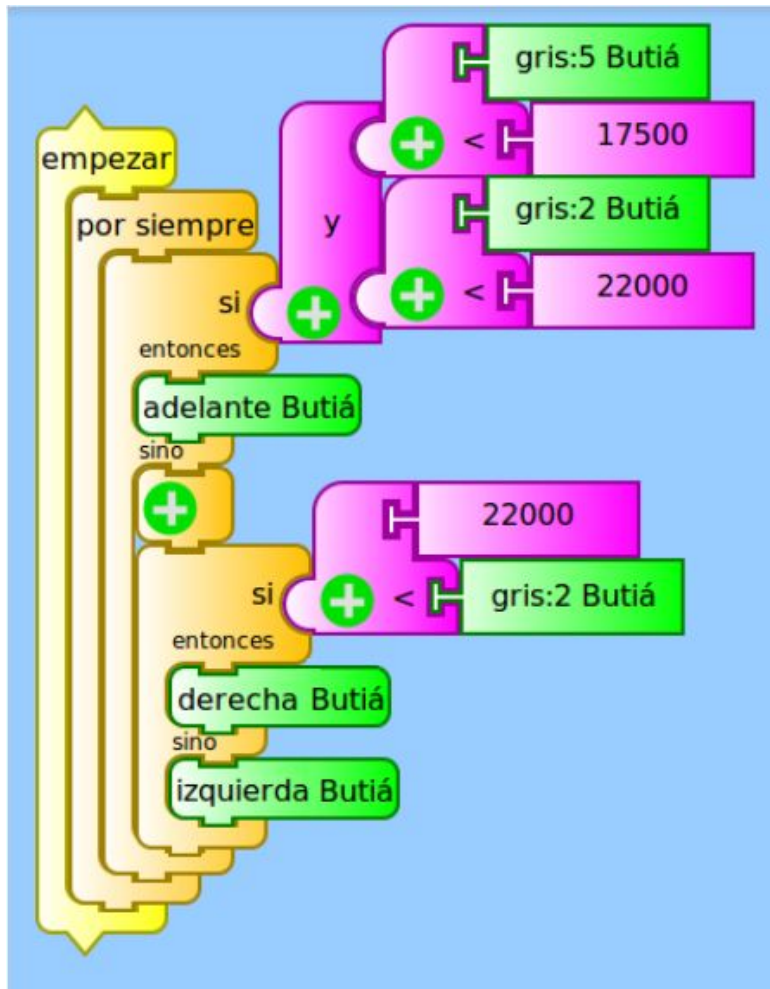 gris:5 Butiá
< 17500
empezar
por siempre
y
gris:2 Butiá
si
< 22000
entonces
adelante Butiá
sino
22000
si
< gris:2 Butiá
entonces
derecha Butiá
sino
izquierda Butiá